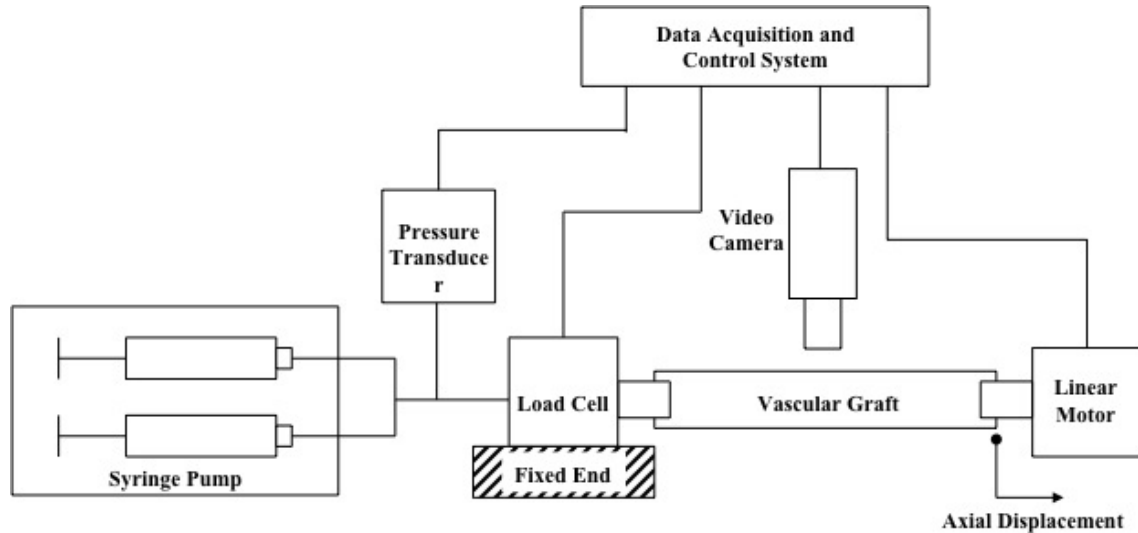 Data Acquisition and
Control System
Video
Camera
Pressure
Transduce
r
Load Cell
Vascular Graft
Linear
Motor
Fixed End
Syringe Pump
Axial Displacement